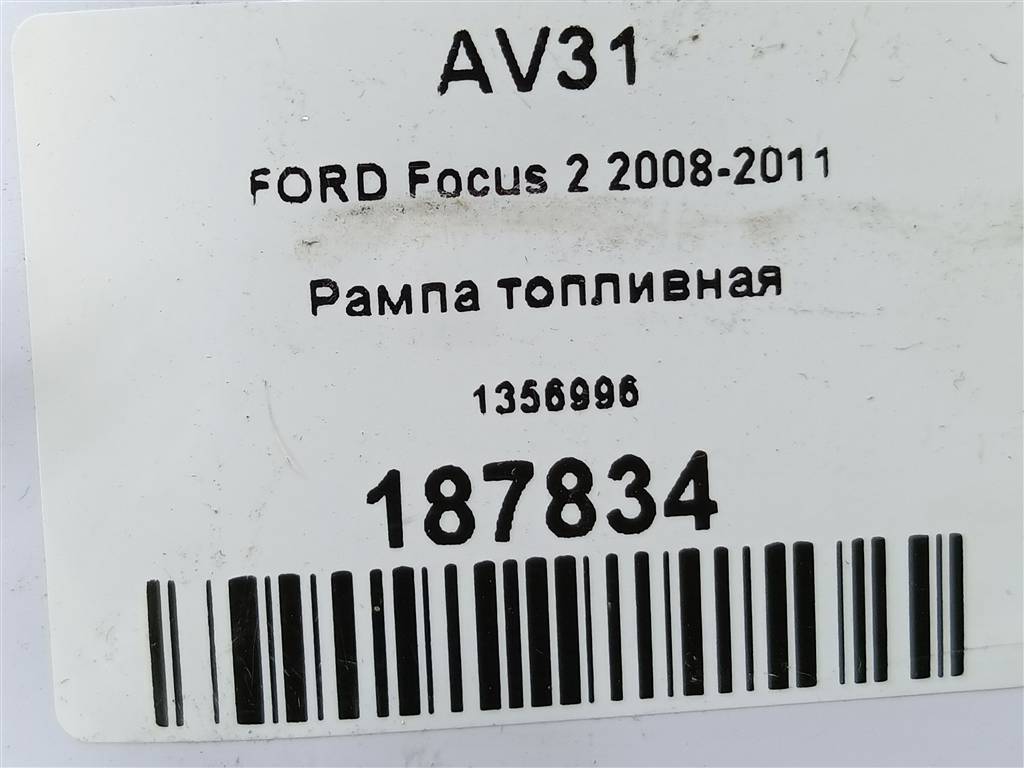 AV31
FORD Focus 2 2008-2011
Рампа топливная
1356996
187834